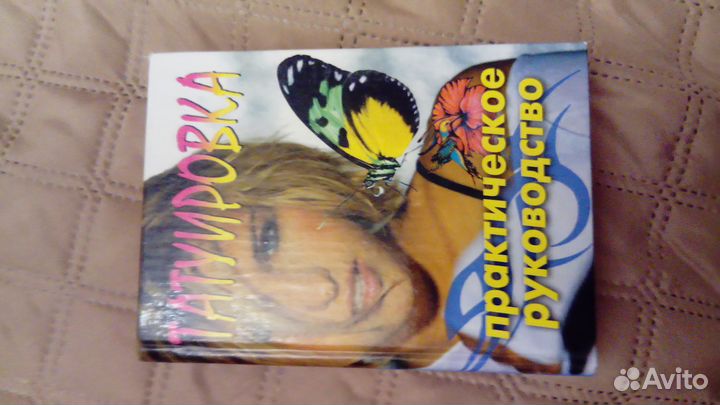 ТАТУИРОВКА
практическое
руководство
Avito